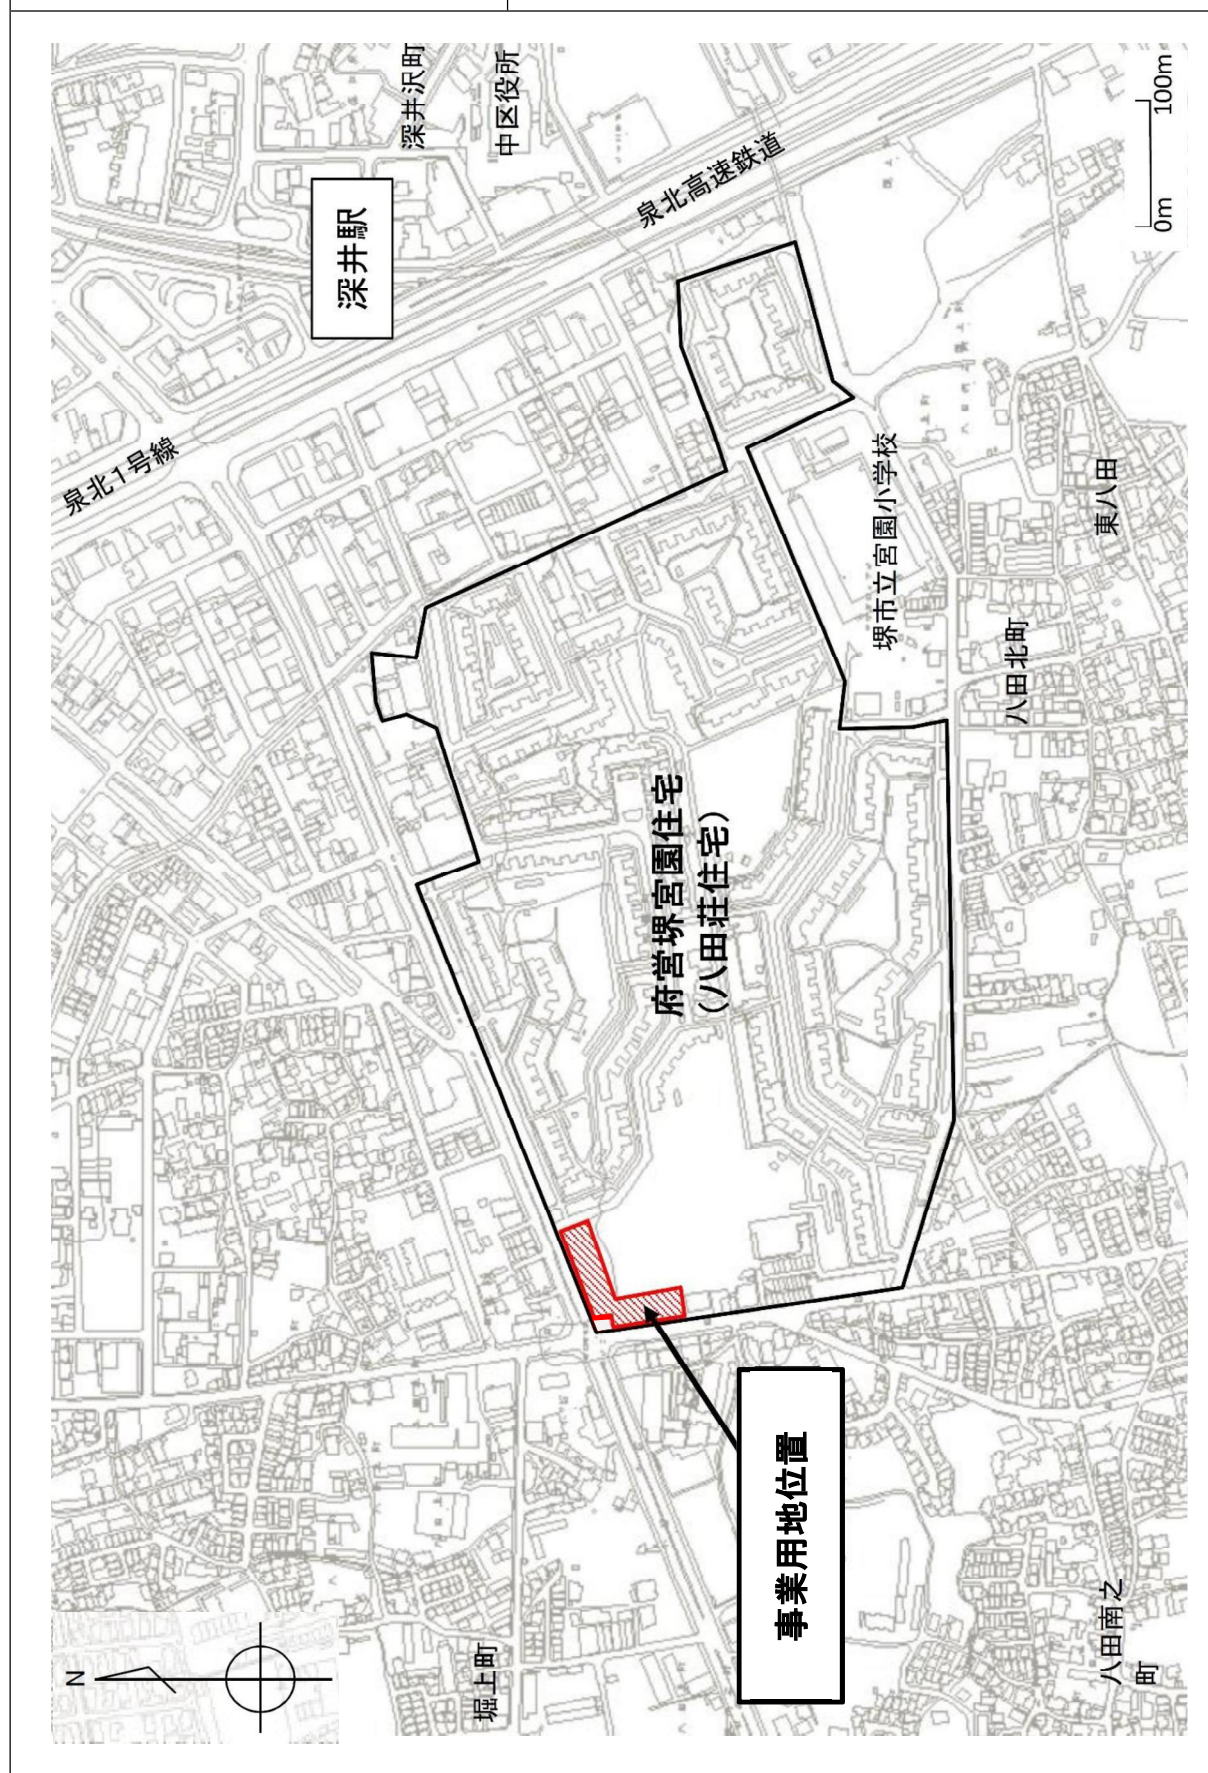 N
堀上町
泉北1号線
深井駅
深井沢町
中区役所
泉北高速鉄道
府営堺宮園住宅
（八田荘住宅）
堺市立宮園小学校
事業用地位置
八田北町
東八田
八田南之
町
0m
100m